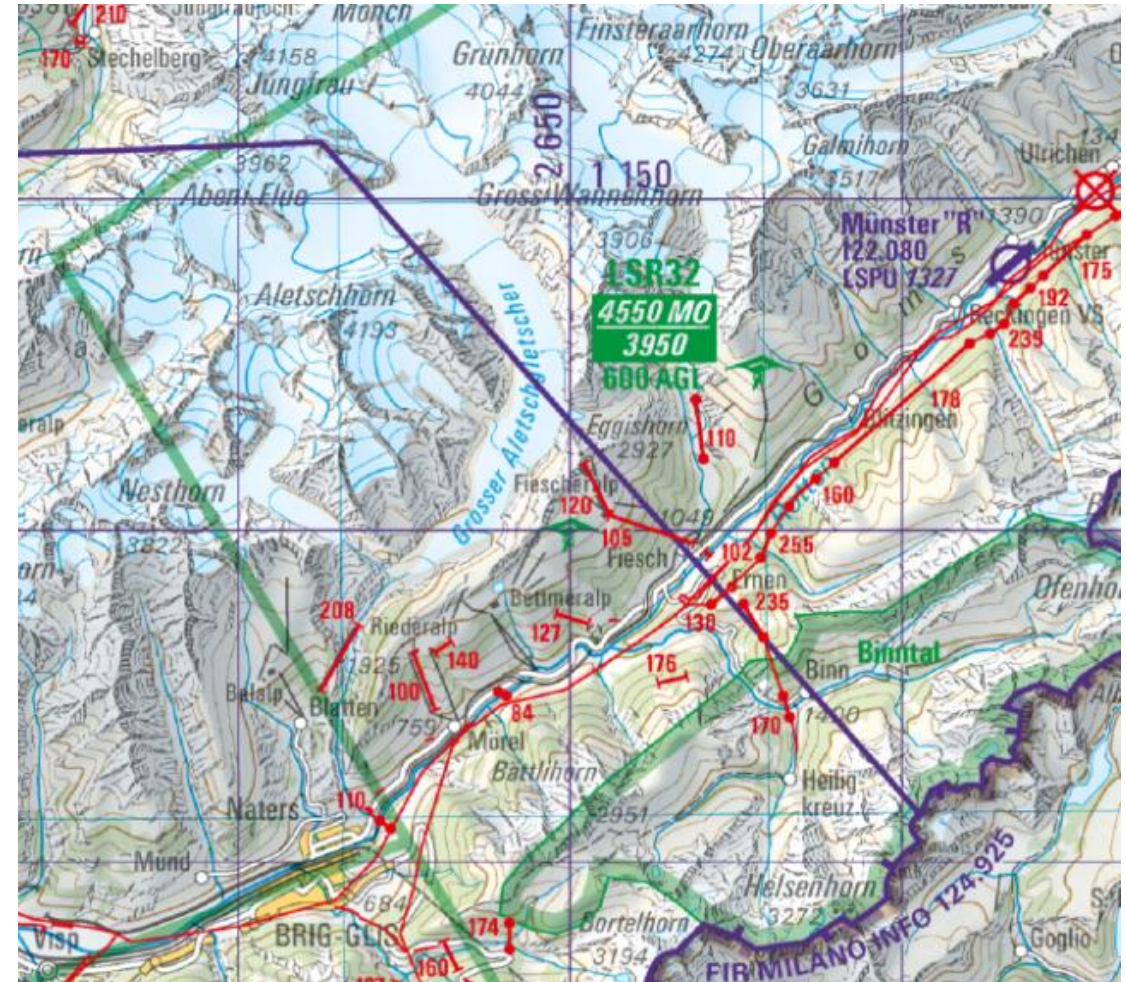 210
170
Stechelberg
Mönch
4158
Jungfrau
Grünhorn
4044
Finsteraarhorn
4274
Oberaarhorn
3631
2 650
1 150
Galmihorn
3517
Ulrichen
3962
Abeni Flue
Gross Wannenhorn
3906
1390
Münster "R"
122.080
LSPU 1327
175
192
Reckingen VS
239
LSR32
4550 MO
3950
600 AGL
Aletschhorn
4193
Grosser Aletschgletscher
Goms
178
Blitzingen
Eggishorn
2927
110
Nesthorn
3822
Fiescheralp
120
105
1049
Fiesch
160
255
102
Ernen
235
138
Bettmeralp
127
208
Riederalp
1925
140
100
Belalp
Blatten
759
84
Mörel
176
Binn
170
1400
Binntal
Ofenho
Bättlihorn
2951
Heilig
kreuz
110
Naters
Mund
684
Visp
BRIG-GLIS
160
174
Bortelhorn
3194
Helsenhorn
3272
FIR MILANO INFO 124.925
Goglio